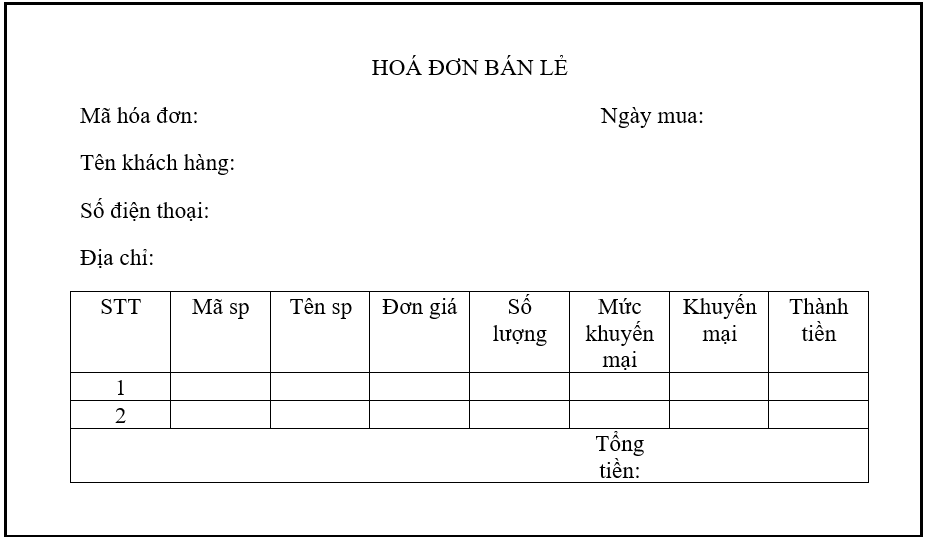 HOÁ ĐƠN BÁN LẺ
Mã hóa đơn: Ngày mua:
Tên khách hàng:
Số điện thoại:
Địa chỉ:
STT Mã sp Tên sp Đơn giá Số lượng Mức khuyến mại Khuyến mại Thành tiền
1
2
Tổng
tiền: